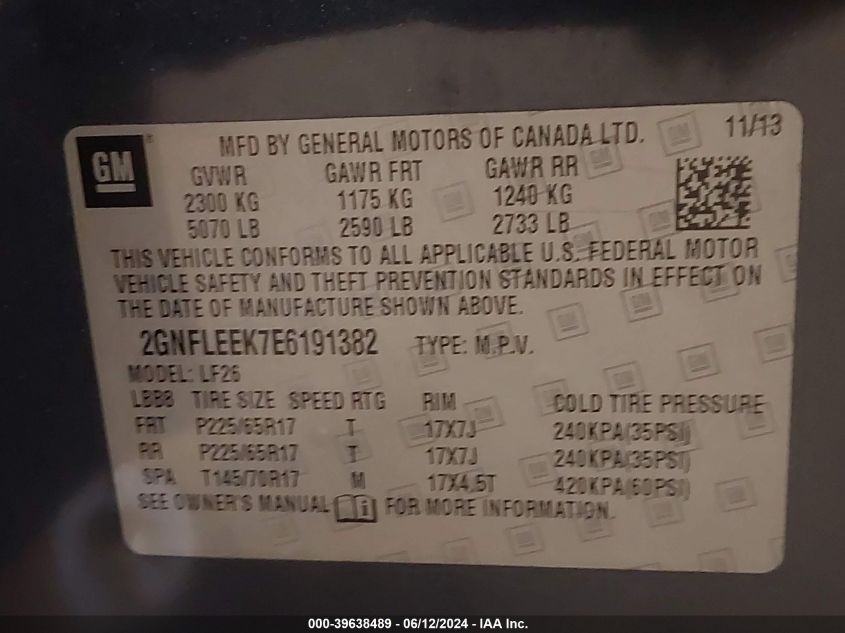 GM ®
MFD BY GENERAL MOTORS OF CANADA LTD. 11/13
GVWR GAWR FRT GAWR RR
2300 KG 1175 KG 1240 KG
5070 LB 2590 LB 2733 LB
THIS VEHICLE CONFORMS TO ALL APPLICABLE U.S. FEDERAL MOTOR
VEHICLE SAFETY AND THEFT PREVENTION STANDARDS IN EFFECT ON
THE DATE OF MANUFACTURE SHOWN ABOVE.
2GNFLEEK7E6191382 TYPE: M.P.V.
MODEL: LF26
LBB8 TIRE SIZE SPEED RTG RIM COLD TIRE PRESSURE
FRT P225/65R17 T 17X7J 240KPA(35PSI)
RR P225/65R17 T 17X7J 240KPA(35PSI)
SPA T145/70R17 M 17X4.5T 420KPA(60PSI)
SEE OWNER'S MANUAL i FOR MORE INFORMATION.
000-39638489 - 06/12/2024 - IAA Inc.